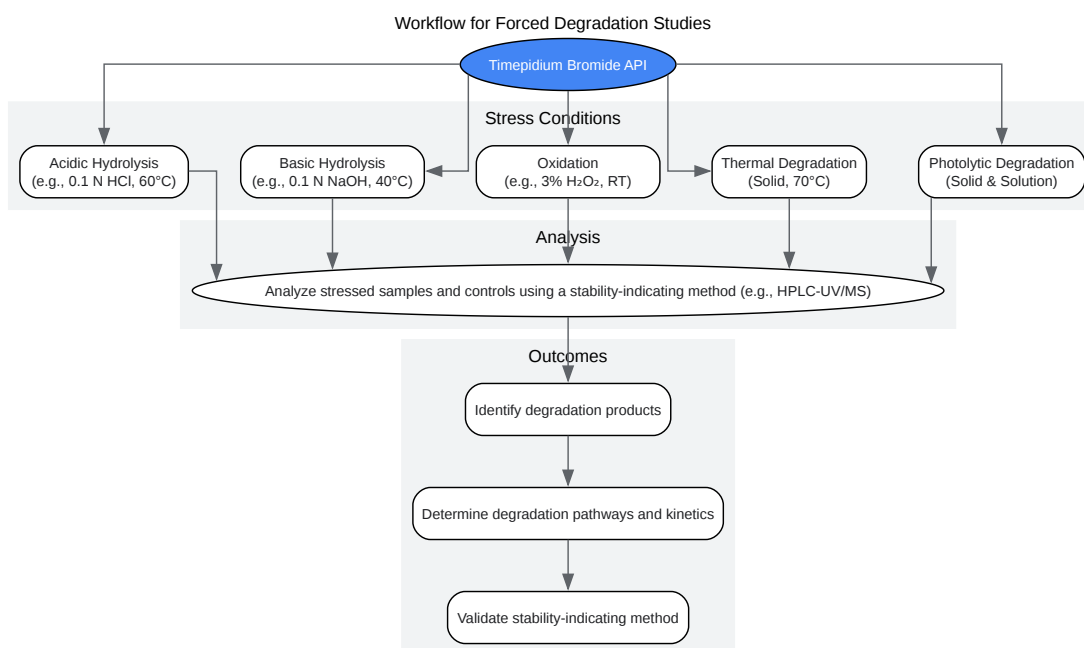 Workflow for Forced Degradation Studies
Timepidium Bromide API
Stress Conditions
Acidic Hydrolysis
(e.g., 0.1 N HCl, 60°C)
Basic Hydrolysis
(e.g., 0.1 N NaOH, 40°C)
Oxidation
(e.g., 3% H₂O₂, RT)
Thermal Degradation
(Solid, 70°C)
Photolytic Degradation
(Solid & Solution)
Analysis
Analyze stressed samples and controls using a stability-indicating method (e.g., HPLC-UV/MS)
Outcomes
Identify degradation products
Determine degradation pathways and kinetics
Validate stability-indicating method